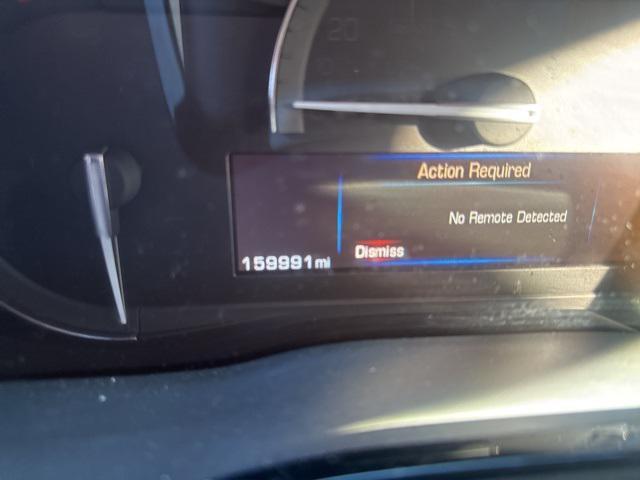 20
Action Required
No Remote Detected
Dismiss
159991 mi